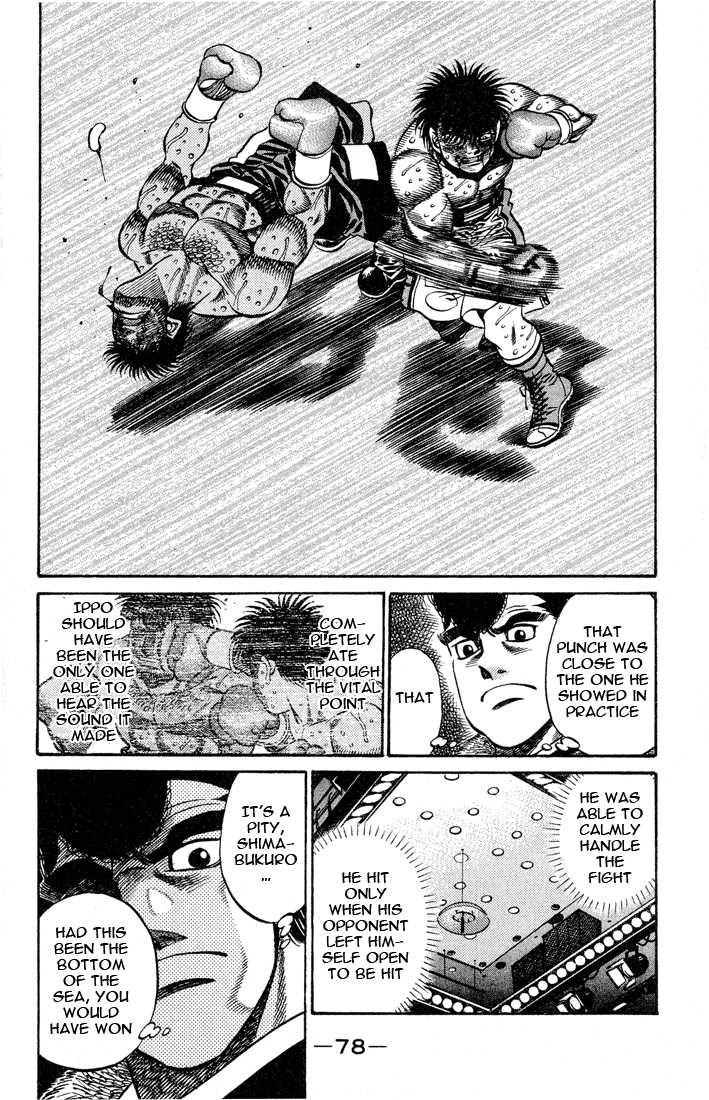 THAT
PUNCH WAS
CLOSE TO
THE ONE HE
SHOWED IN
PRACTICE
THAT
COM-
PLETELY
ATE
THROUGH
THE VITAL
POINT
IPPO
SHOULD
HAVE
BEEN THE
ONLY ONE
ABLE TO
HEAR THE
SOUND IT
MADE
HE WAS
ABLE TO
CALMLY
HANDLE
THE
FIGHT
HE HIT
ONLY
WHEN HIS
OPPONENT
LEFT HIM-
SELF OPEN
TO BE HIT
IT'S A
PITY,
SHIMA-
BUKURO
...
HAD THIS
BEEN THE
BOTTOM
OF THE
SEA, YOU
WOULD
HAVE WON
—78—